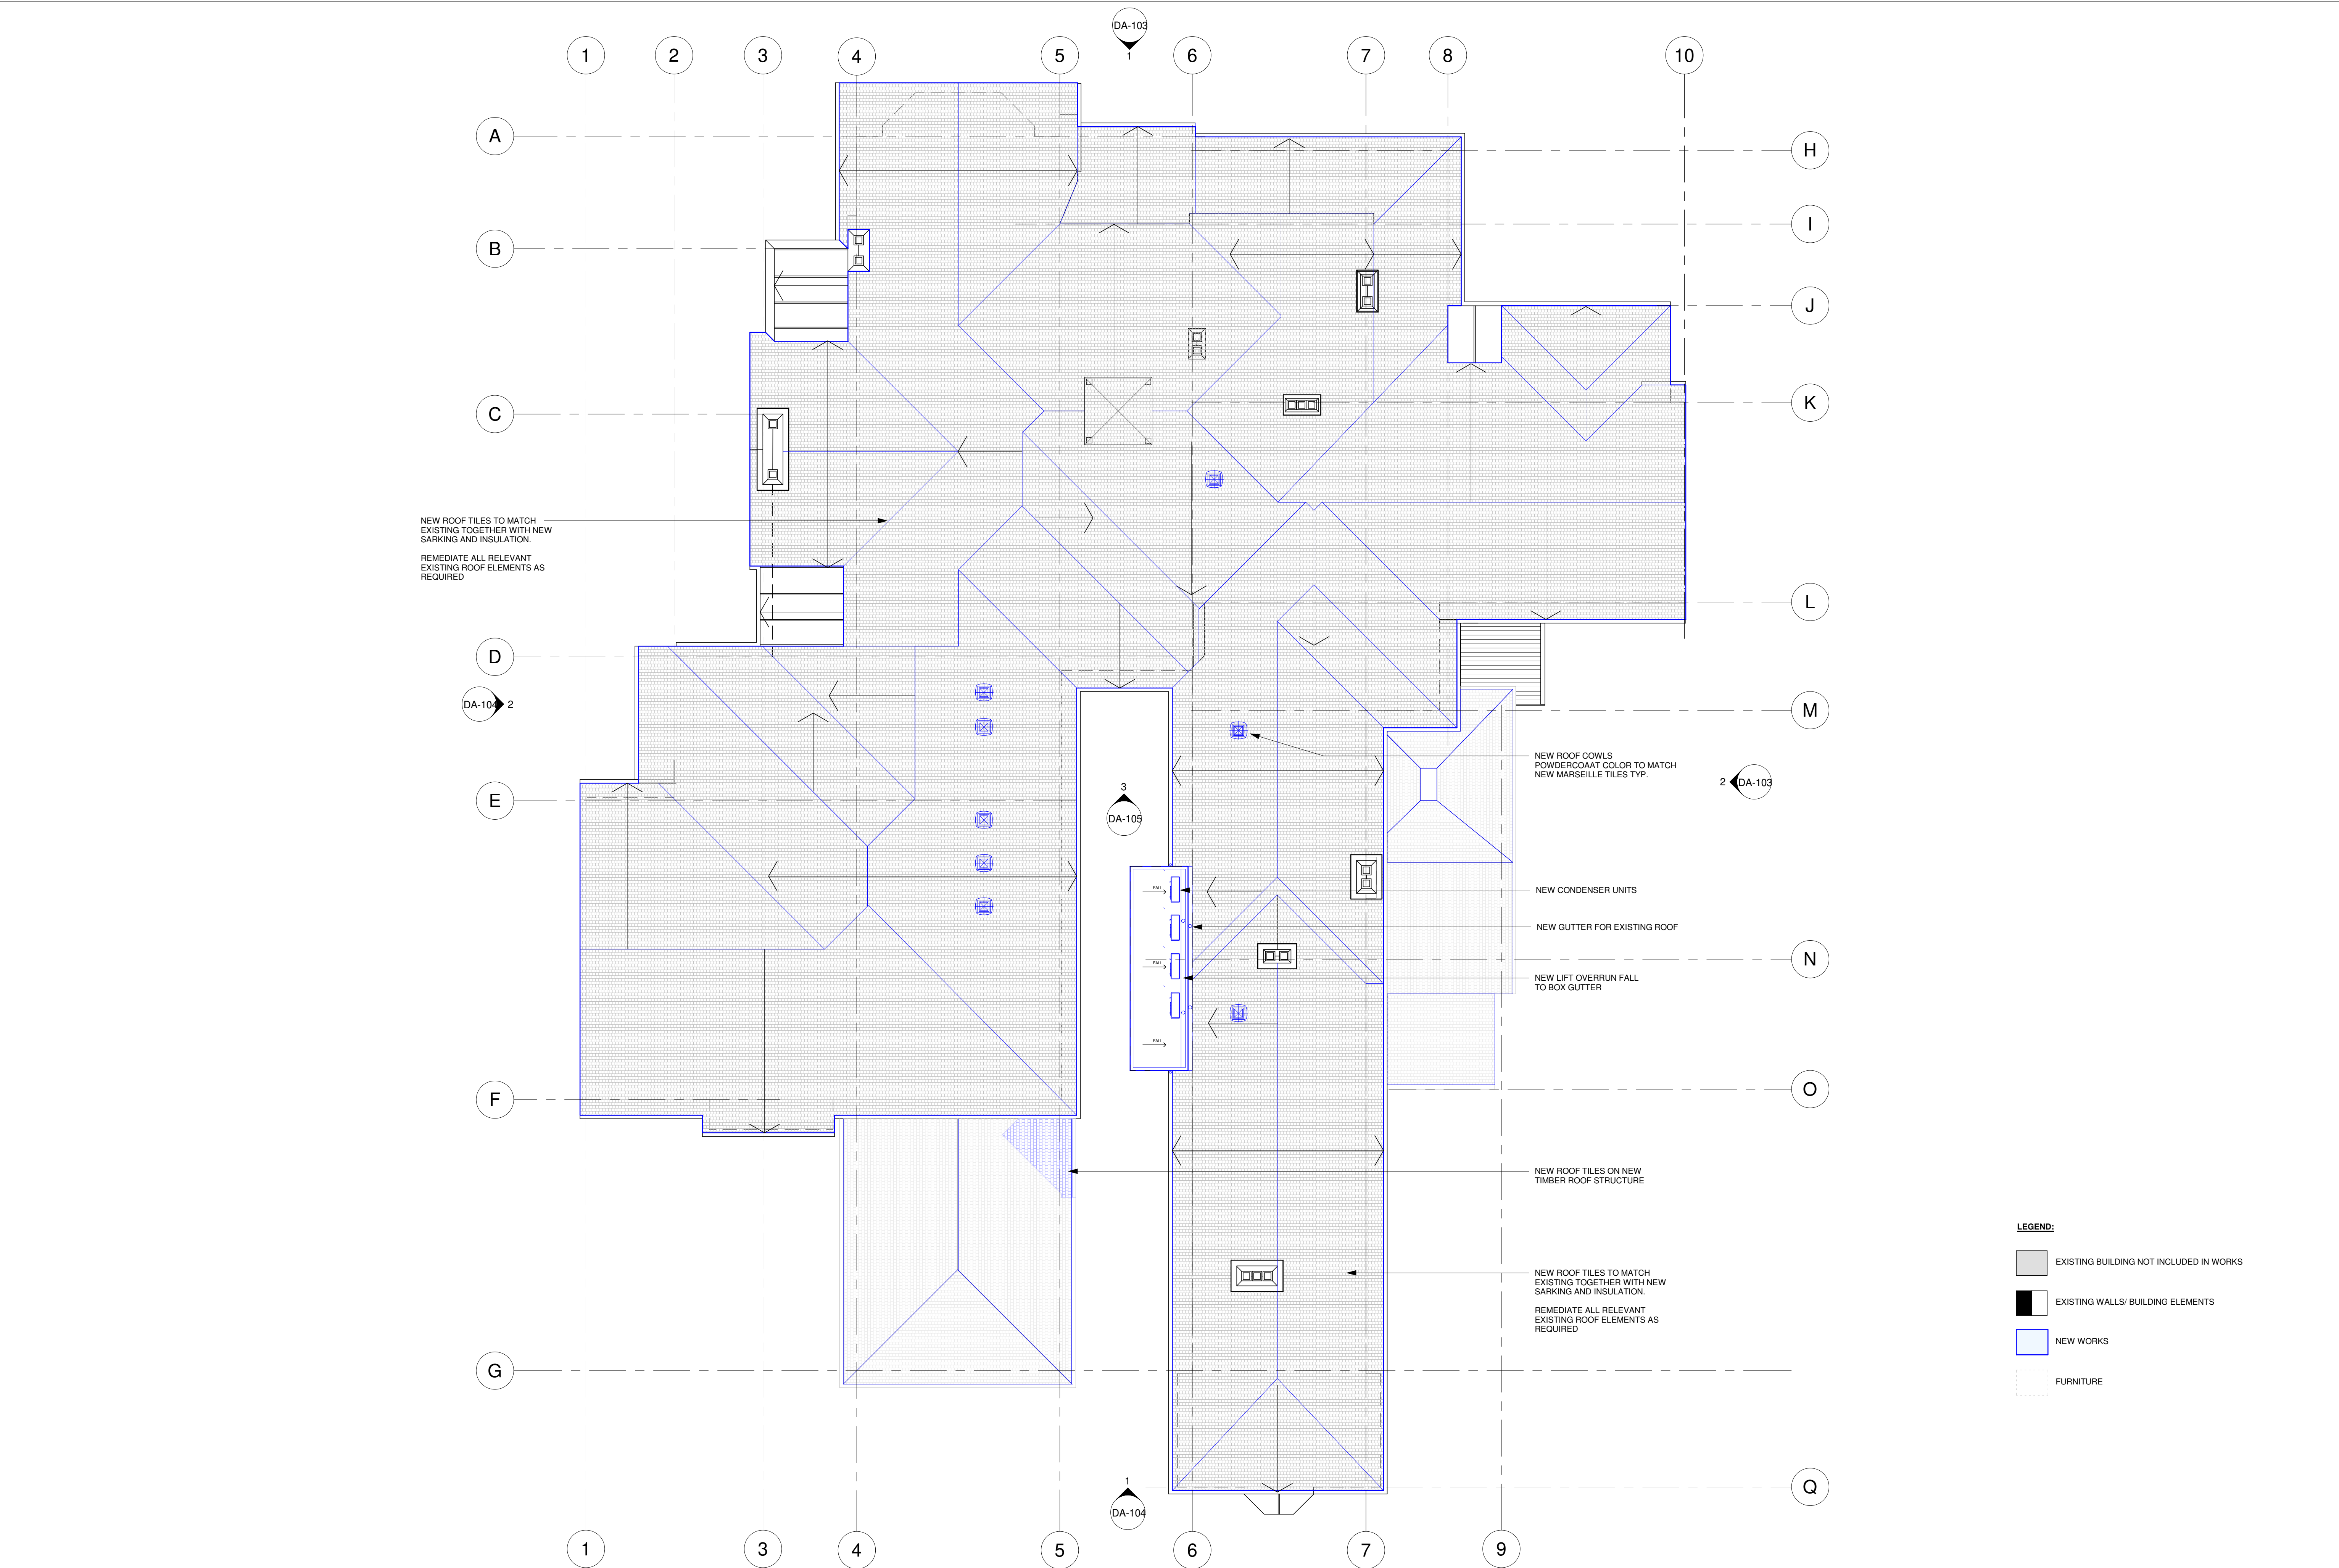 DA-103
1
1
2
3
4
5
6
7
8
10
A
H
I
B
J
K
C
NEW ROOF TILES TO MATCH
EXISTING TOGETHER WITH NEW
SARKING AND INSULATION.
REMEDIATE ALL RELEVANT
EXISTING ROOF ELEMENTS AS
REQUIRED
L
D
DA-104
2
M
NEW ROOF COWLS
POWDERCOAAT COLOR TO MATCH
NEW MARSEILLE TILES TYP.
2
DA-103
3
DA-105
E
FALL
NEW CONDENSER UNITS
NEW GUTTER FOR EXISTING ROOF
N
FALL
NEW LIFT OVERRUN FALL
TO BOX GUTTER
FALL
O
F
NEW ROOF TILES ON NEW
TIMBER ROOF STRUCTURE
NEW ROOF TILES TO MATCH
EXISTING TOGETHER WITH NEW
SARKING AND INSULATION.
REMEDIATE ALL RELEVANT
EXISTING ROOF ELEMENTS AS
REQUIRED
LEGEND:
EXISTING BUILDING NOT INCLUDED IN WORKS
EXISTING WALLS/ BUILDING ELEMENTS
NEW WORKS
FURNITURE
G
1
DA-104
Q
1
3
4
5
6
7
9